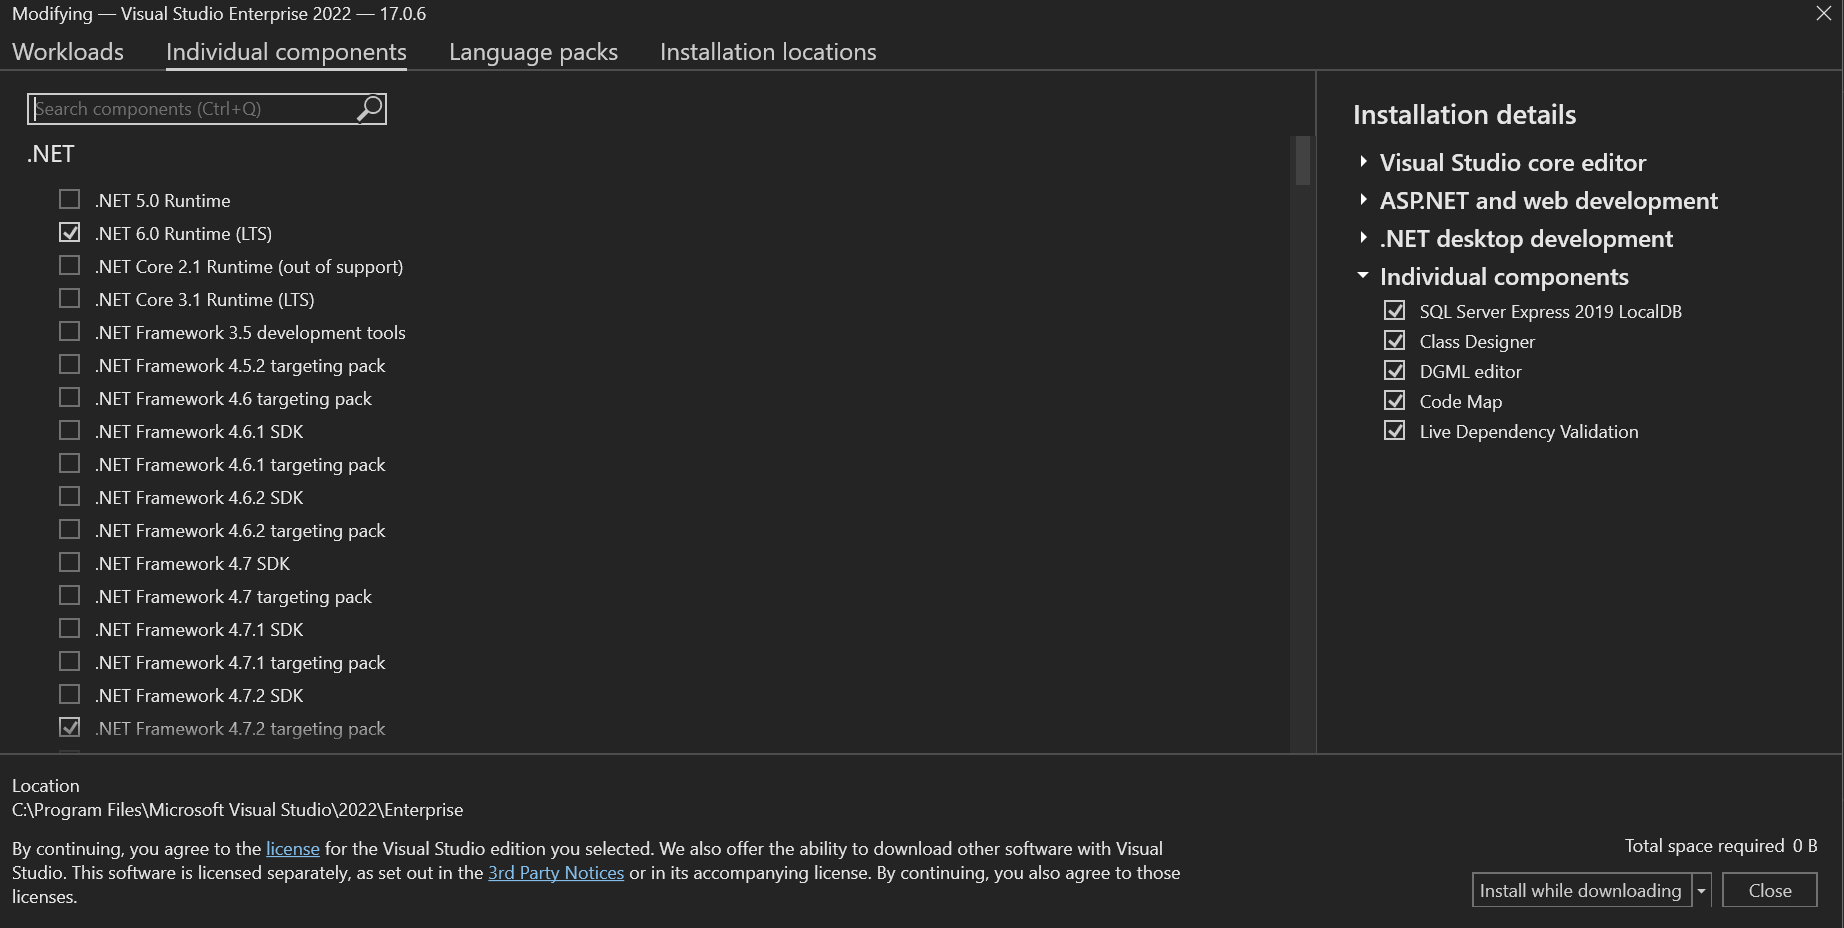 Modifying — Visual Studio Enterprise 2022 — 17.0.6
Workloads
Individual components
Language packs
Installation locations
Search components (Ctrl+Q)
.NET
.NET 5.0 Runtime
.NET 6.0 Runtime (LTS)
.NET Core 2.1 Runtime (out of support)
.NET Core 3.1 Runtime (LTS)
.NET Framework 3.5 development tools
.NET Framework 4.5.2 targeting pack
.NET Framework 4.6 targeting pack
.NET Framework 4.6.1 SDK
.NET Framework 4.6.1 targeting pack
.NET Framework 4.6.2 SDK
.NET Framework 4.6.2 targeting pack
.NET Framework 4.7 SDK
.NET Framework 4.7 targeting pack
.NET Framework 4.7.1 SDK
.NET Framework 4.7.1 targeting pack
.NET Framework 4.7.2 SDK
.NET Framework 4.7.2 targeting pack
Installation details
Visual Studio core editor
ASP.NET and web development
.NET desktop development
Individual components
SQL Server Express 2019 LocalDB
Class Designer
DGML editor
Code Map
Live Dependency Validation
Location
C:\Program Files\Microsoft Visual Studio\2022\Enterprise
By continuing, you agree to the license for the Visual Studio edition you selected. We also offer the ability to download other software with Visual
Studio. This software is licensed separately, as set out in the 3rd Party Notices or in its accompanying license. By continuing, you also agree to those
licenses.
Total space required 0 B
Install while downloading
Close